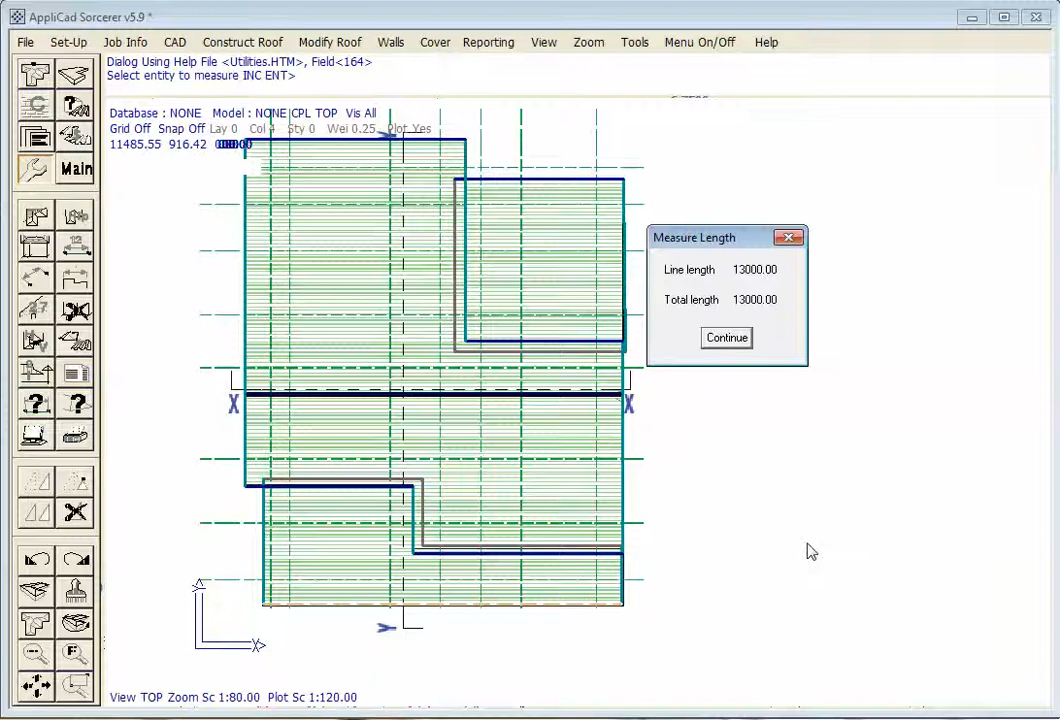 AppliCad Sorcerer v5.9 *
File Set-Up Job Info CAD Construct Roof Modify Roof Walls Cover Reporting View Zoom Tools Menu On/Off Help
Dialog Using Help File <Utilities.HTM>, Field<164>
Select entity to measure INC ENT>
Database : NONE Model : NONE CPL TOP Vis All
Grid Off Snap Off Lay 0 Col 4 Sty 0 Wei 0.25 Plot Yes
11485.55 916.42
Main
12
Measure Length
Line length 13000.00
Total length 13000.00
Continue
X X
Y
X
View TOP Zoom Sc 1:80.00 Plot Sc 1:120.00